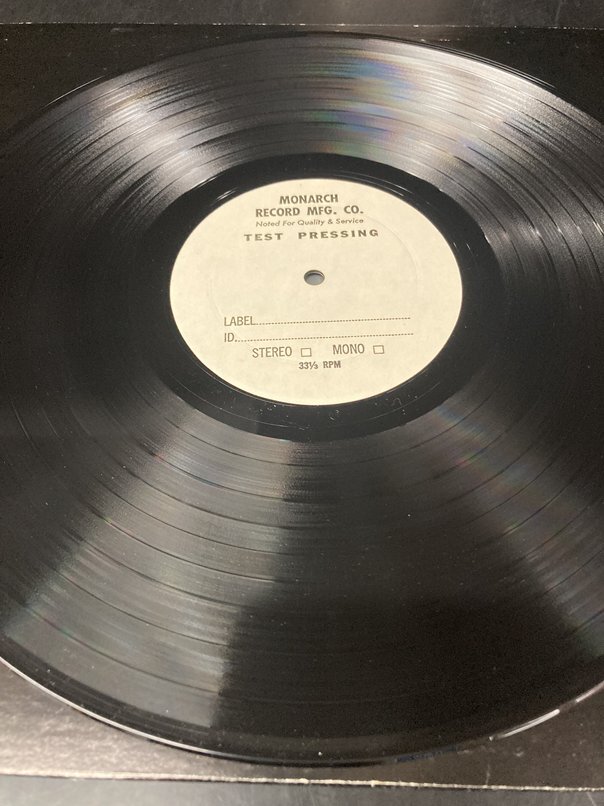 MONARCH
RECORD MFG. CO.
Noted For Quality & Service
TEST PRESSING
LABEL
ID
STEREO □ MONO □
33⅓ RPM